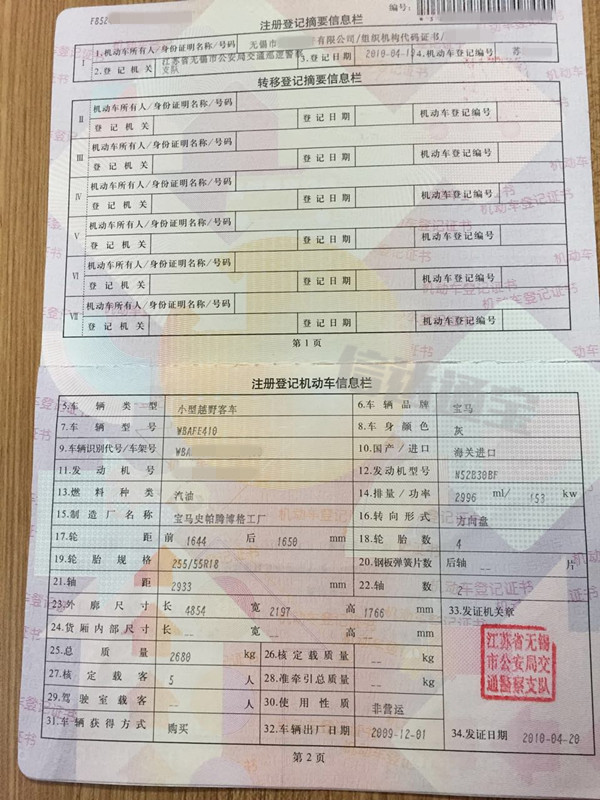 编号:
注册登记摘要信息栏
I 1.机动车所有人/身份证明名称/号码 无锡市 有限公司/组织机构代码证书/
2.登记机关 江苏省无锡市公安局交通巡逻警察支队 3.登记日期 2010-04-19 4.机动车登记编号 苏
转移登记摘要信息栏
II 机动车所有人/身份证明名称/号码
登记机关 登记日期 机动车登记编号
III 机动车所有人/身份证明名称/号码
登记机关 登记日期 机动车登记编号
IV 机动车所有人/身份证明名称/号码
登记机关 登记日期 机动车登记编号
V 机动车所有人/身份证明名称/号码
登记机关 登记日期 机动车登记编号
VI 机动车所有人/身份证明名称/号码
登记机关 登记日期 机动车登记编号
VII 机动车所有人/身份证明名称/号码
登记机关 登记日期 机动车登记编号
第1页
注册登记机动车信息栏
5.车辆类型 小型越野客车 6.车辆品牌 宝马
7.车辆型号 WBAFE410 8.车身颜色 灰
9.车辆识别代号/车架号 WBA 10.国产/进口 海关进口
11.发动机号 12.发动机型号 N52B30BF
13.燃料种类 汽油 14.排量/功率 2996 ml/ 153 kw
15.制造厂名称 宝马史帕腾博格工厂 16.转向形式 方向盘
17.轮距 前 1644 后 1650 mm 18.轮胎数 4
19.轮胎规格 255/55R18 20.钢板弹簧片数 后轴 -- 片
21.轴距 2933 mm 22.轴数 2
23.外廓尺寸 长 4854 宽 2197 高 1766 mm 33.发证机关章
24.货厢内部尺寸 长 -- 宽 -- 高 -- mm
25.总质量 2680 kg 26.核定载质量 -- kg
27.核定载客 5 人 28.准牵引总质量 -- kg
29.驾驶室载客 -- 人 30.使用性质 非营运
31.车辆获得方式 购买 32.车辆出厂日期 2009-12-01 34.发证日期 2010-04-20
江苏省无锡
市公安局交
通警察支队
第2页